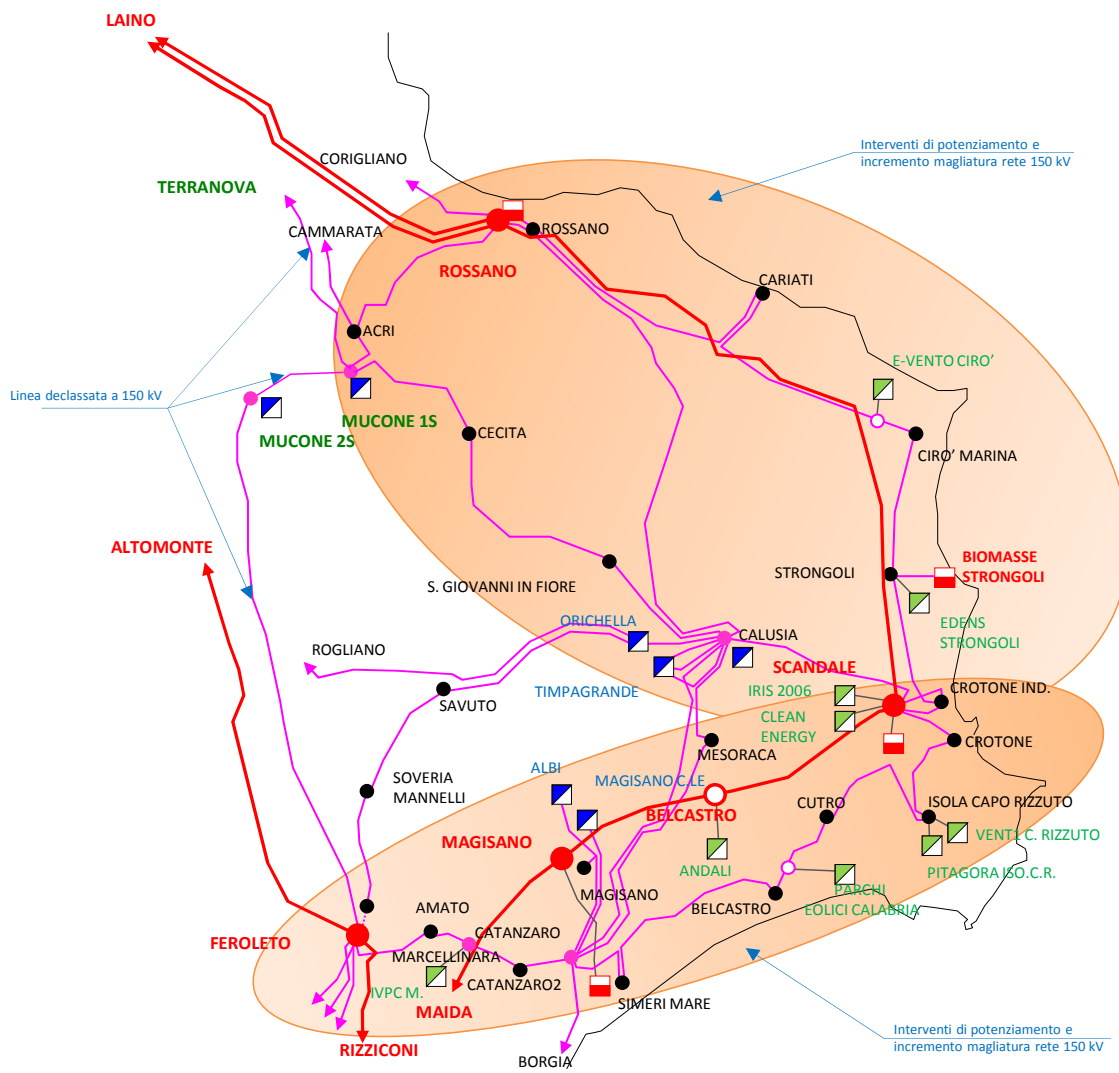 LAINO
Interventi di potenziamento e
incremento magliatura rete 150 kV
CORIGLIANO
TERRANOVA
CAMMARATA
ROSSANO
ROSSANO
CARIATI
ACRI
E-VENTO CIRO’
Linea declassata a 150 kV
MUCONE 1S
MUCONE 2S
CECITA
CIRO’ MARINA
ALTOMONTE
STRONGOLI
BIOMASSE
STRONGOLI
S. GIOVANNI IN FIORE
ORICHELLA
EDENS
STRONGOLI
CALUSIA
ROGLIANO
SCANDALE
TIMPAGRANDE
IRIS 2006
CROTONE IND.
SAVUTO
CLEAN
ENERGY
CROTONE
MESORACA
ALBI
MAGISANO C.LE
SOVERIA
MANNELLI
CUTRO
ISOLA CAPO RIZZUTO
BELCASTRO
VENT1 C. RIZZUTO
MAGISANO
ANDALI
PITAGORA ISO.C.R.
MAGISANO
PARCHI
EOLICI CALABRIA
BELCASTRO
AMATO
CATANZARO
FEROLETO
MARCELLINARA
CATANZARO2
IVPC M.
MAIDA
SIMERI MARE
RIZZICONI
BORGIA
Interventi di potenziamento e
incremento magliatura rete 150 kV